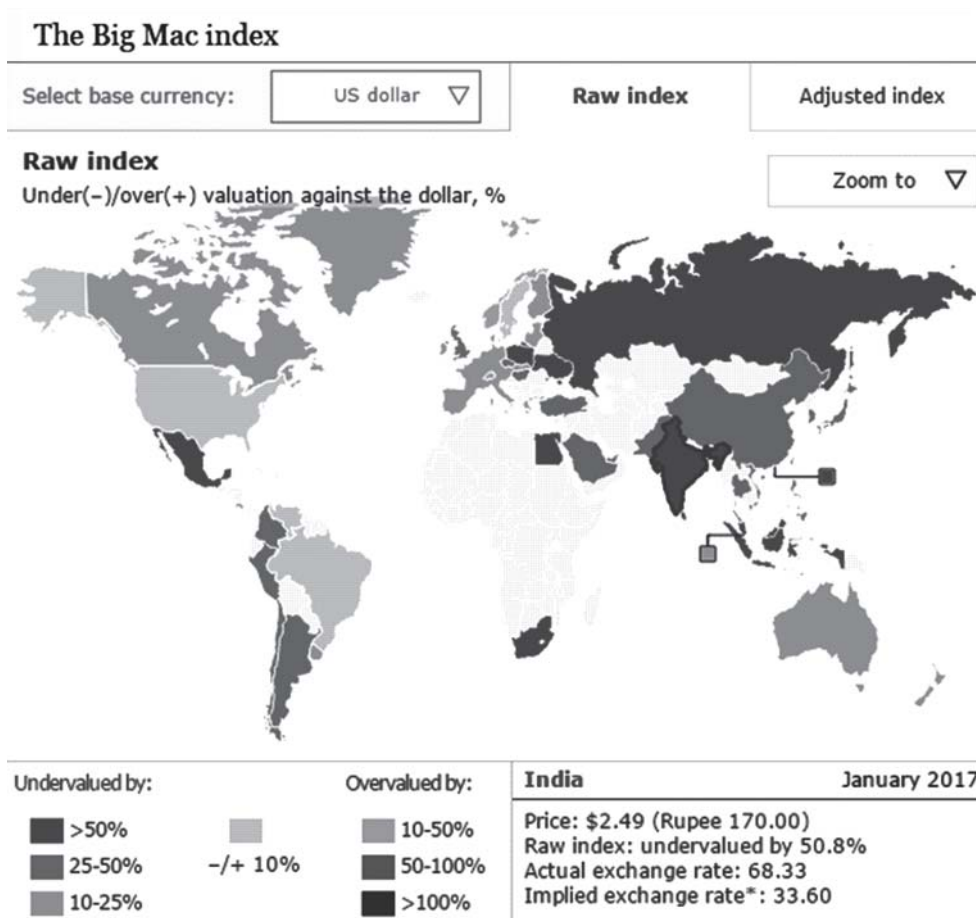 The Big Mac index
Select base currency: US dollar ▽ Raw index Adjusted index
Raw index
Under(–)/over(+) valuation against the dollar, %
Zoom to ▽
Undervalued by:
>50%
25-50%
10-25%
–/+ 10%
Overvalued by:
10-50%
50-100%
>100%
India January 2017
Price: $2.49 (Rupee 170.00)
Raw index: undervalued by 50.8%
Actual exchange rate: 68.33
Implied exchange rate*: 33.60